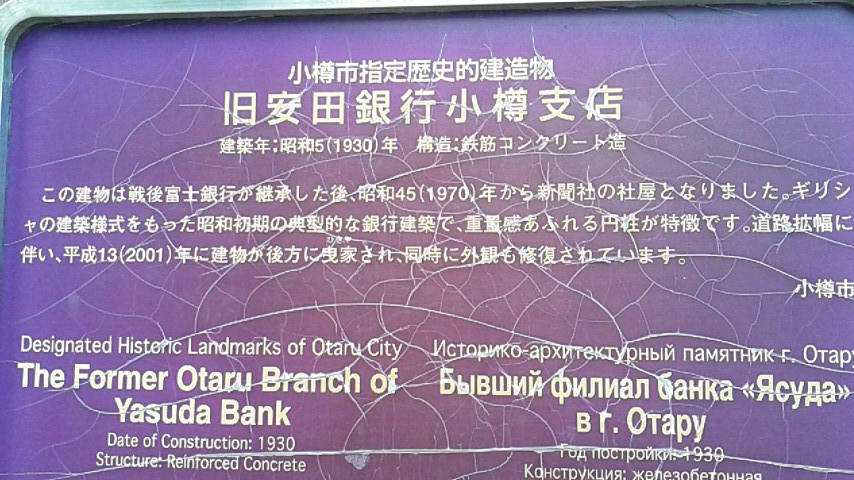 小樽市指定歴史的建造物
旧安田銀行小樽支店
建築年:昭和5(1930)年 構造:鉄筋コンクリート造
この建物は戦後富士銀行が継承した後、昭和45(1970)年から新聞社の社屋となりました。ギリシ
ャの建築様式をもった昭和初期の典型的な銀行建築で、重量感あふれる円柱が特徴です。道路拡幅に
伴い、平成13(2001)年に建物が後方に曳家され、同時に外観も修復されています。
小樽市
Designated Historic Landmarks of Otaru City
The Former Otaru Branch of
Yasuda Bank
Date of Construction: 1930
Structure: Reinforced Concrete
Историко-архитектурный памятник г. Отару
Бывший филиал банка «Ясуда»
в г. Отару
Год постройки: 1930
Конструкция: железобетонная